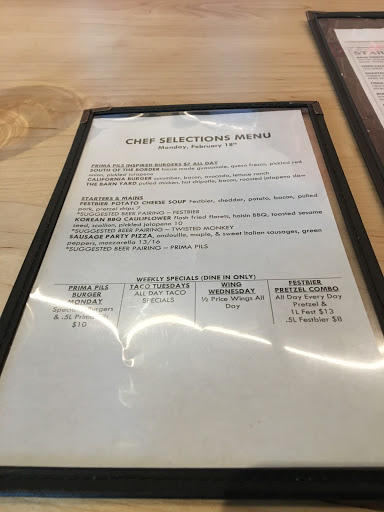 CHEF SELECTIONS MENU
Monday, February 18th
PRIMA PILS INSPIRED BURGERS $7 ALL DAY
SOUTH OF THE BORDER house made guacamole, queso fresco, pickled red
onion, pickled jalapeno
CALIFORNIA BURGER cucumber, bacon, avocado, lettuce, ranch
THE BARN YARD pulled chicken, hot chipotle, bacon, roasted jalapeno slaw
STARTERS & MAINS
FESTBIER POTATO CHEESE SOUP Festbier, cheddar, potato, bacon, pulled
pork, pretzel chips
*SUGGESTED BEER PAIRING – FESTBIER
KOREAN BBQ CAULIFLOWER flash fried florets, hoisin BBQ, roasted sesame
seed, scallion, pickled jalapeno 10
*SUGGESTED BEER PAIRING – TWISTED MONKEY
SAUSAGE PARTY PIZZA, andouille, maple, & sweet Italian sausages, green
peppers, mozzarella 13/16
*SUGGESTED BEER PAIRING – PRIMA PILS
WEEKLY SPECIALS (DINE IN ONLY)
PRIMA PILS
BURGER
MONDAY
Burgers
& .5L Prima
$10
TACO TUESDAYS
ALL DAY TACO
SPECIALS
WING
WEDNESDAY
½ Price Wings All
Day
FESTBIER
PRETZEL COMBO
All Day Every Day
Pretzel &
1L Fest $13
.5L Festbier $8